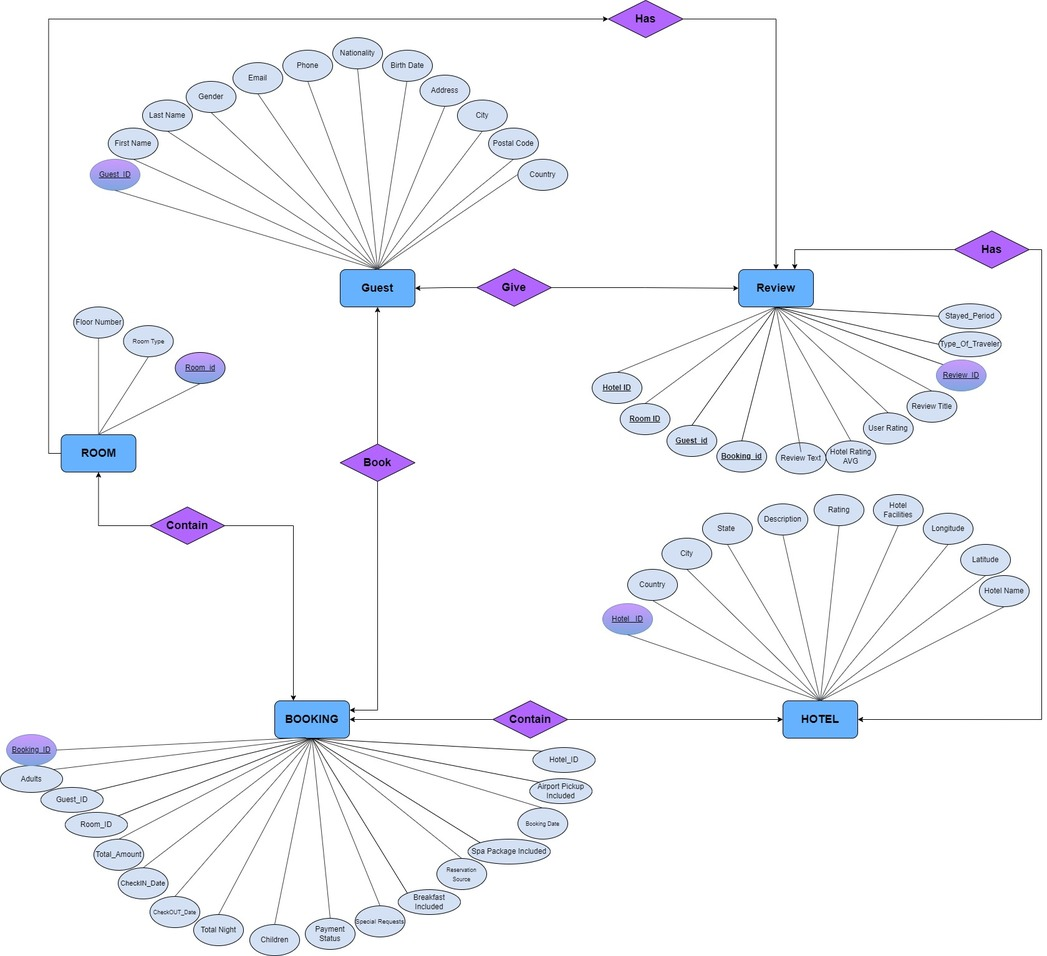 Has
Nationality
Phone
Birth Date
Email
Address
Gender
Last Name
City
First Name
Postal Code
Guest_ID
Country
Has
Guest
Give
Review
Stayed_Period
Floor Number
Room Type
Type_Of_Traveler
Room_id
Review_ID
Hotel ID
Review Title
Room ID
User Rating
Guest_id
Booking_id
Review Text
Hotel Rating
AVG
ROOM
Book
Contain
Hotel
Facilities
Rating
Description
State
Longitude
City
Latitude
Country
Hotel Name
Hotel_ID
BOOKING
Contain
HOTEL
Booking_ID
Hotel_ID
Adults
Airport Pickup
Included
Guest_ID
Room_ID
Booking Date
Total_Amount
Spa Package Included
CheckIN_Date
Reservation
Source
CheckOUT_Date
Breakfast
Included
Total Night
Special Requests
Children
Payment
Status